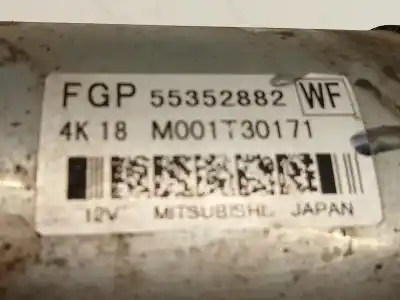 FGP 55352882 WF
4K 18 M001T30171
12V MITSUBISHI, JAPAN